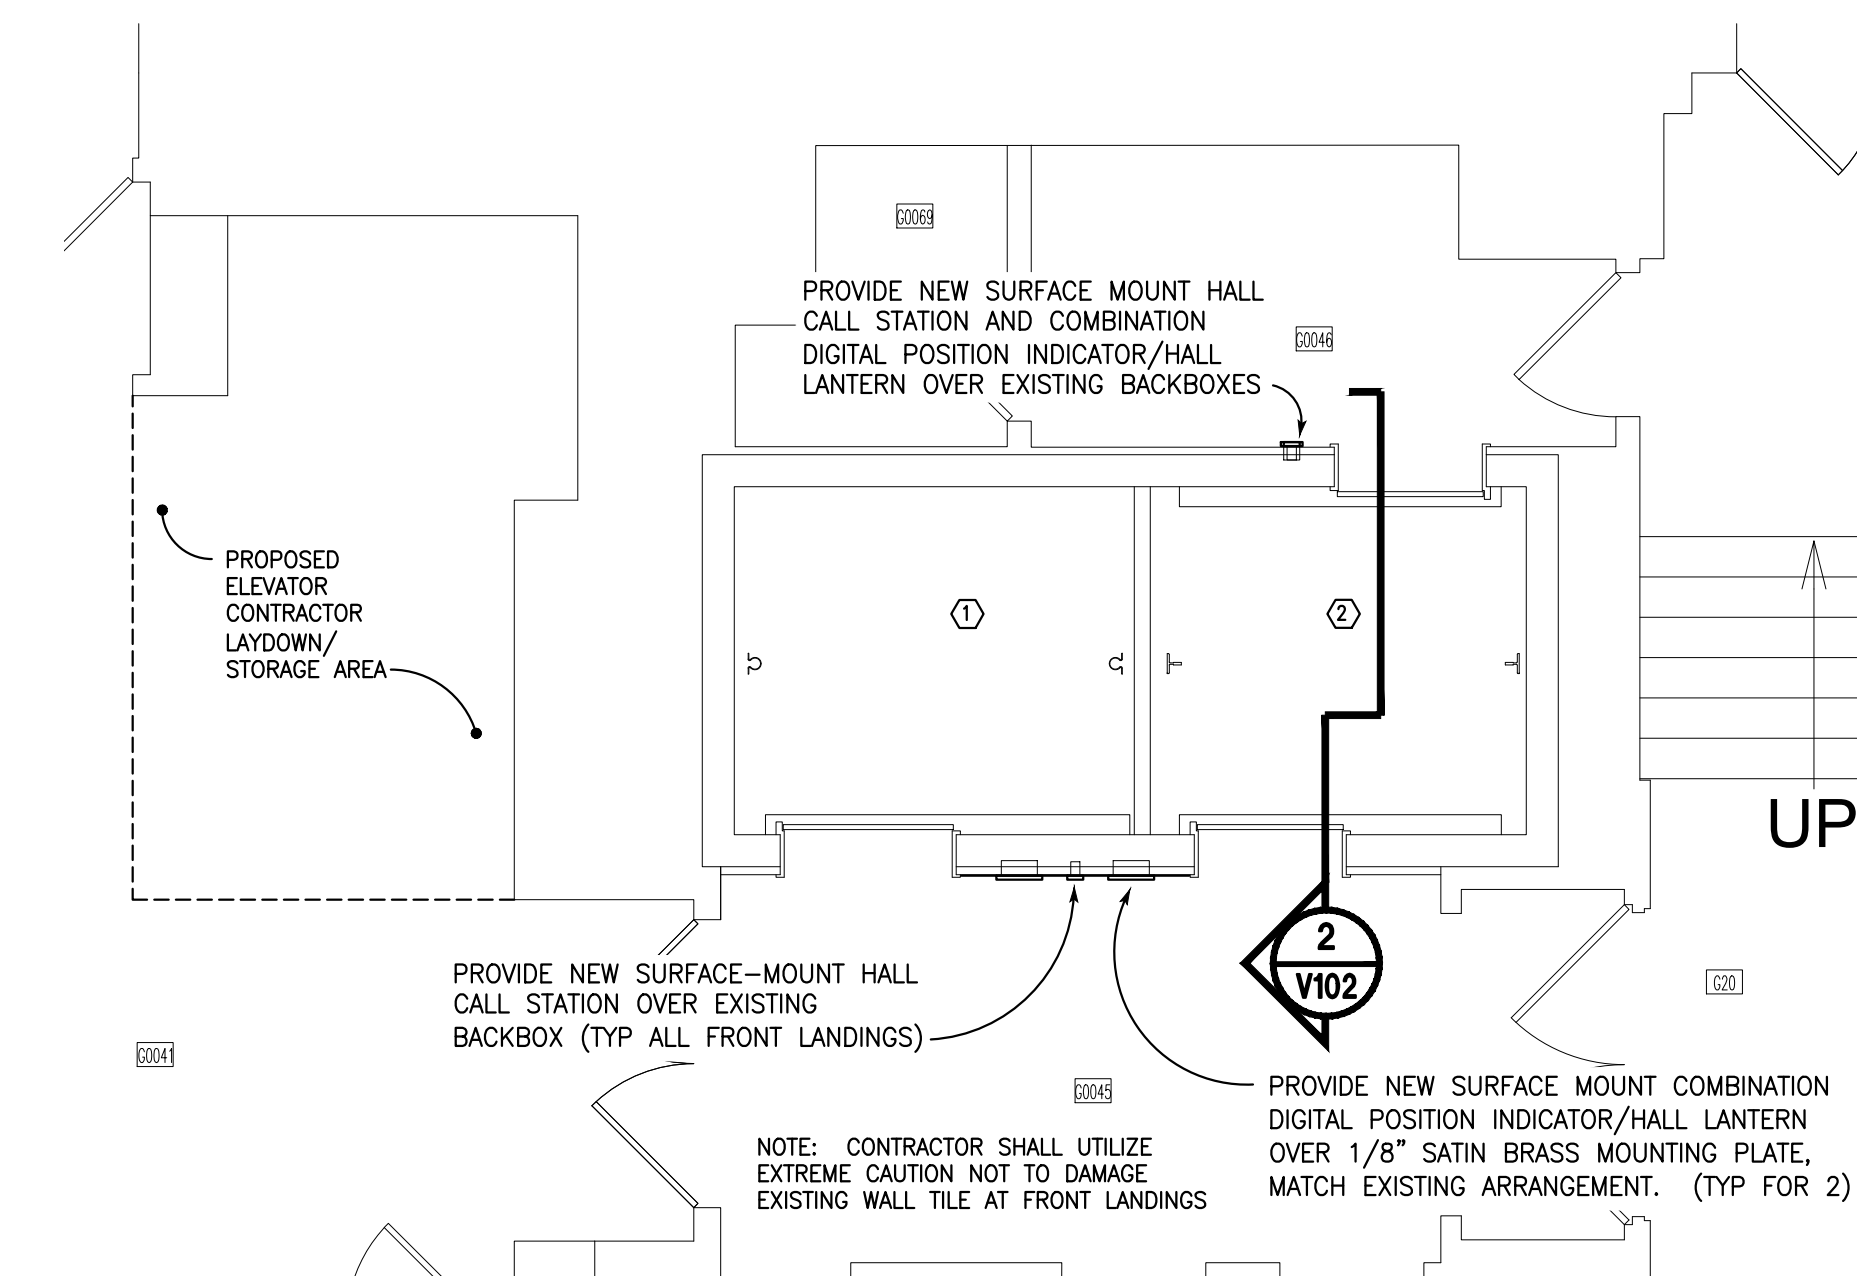 G0069
PROVIDE NEW SURFACE MOUNT HALL
CALL STATION AND COMBINATION
DIGITAL POSITION INDICATOR/HALL
LANTERN OVER EXISTING BACKBOXES
G0046
PROPOSED
ELEVATOR
CONTRACTOR
LAYDOWN/
STORAGE AREA
1
2
UP
2
V102
PROVIDE NEW SURFACE-MOUNT HALL
CALL STATION OVER EXISTING
BACKBOX (TYP ALL FRONT LANDINGS)
G20
G0041
G0045
PROVIDE NEW SURFACE MOUNT COMBINATION
DIGITAL POSITION INDICATOR/HALL LANTERN
OVER 1/8" SATIN BRASS MOUNTING PLATE,
MATCH EXISTING ARRANGEMENT. (TYP FOR 2)
NOTE: CONTRACTOR SHALL UTILIZE
EXTREME CAUTION NOT TO DAMAGE
EXISTING WALL TILE AT FRONT LANDINGS